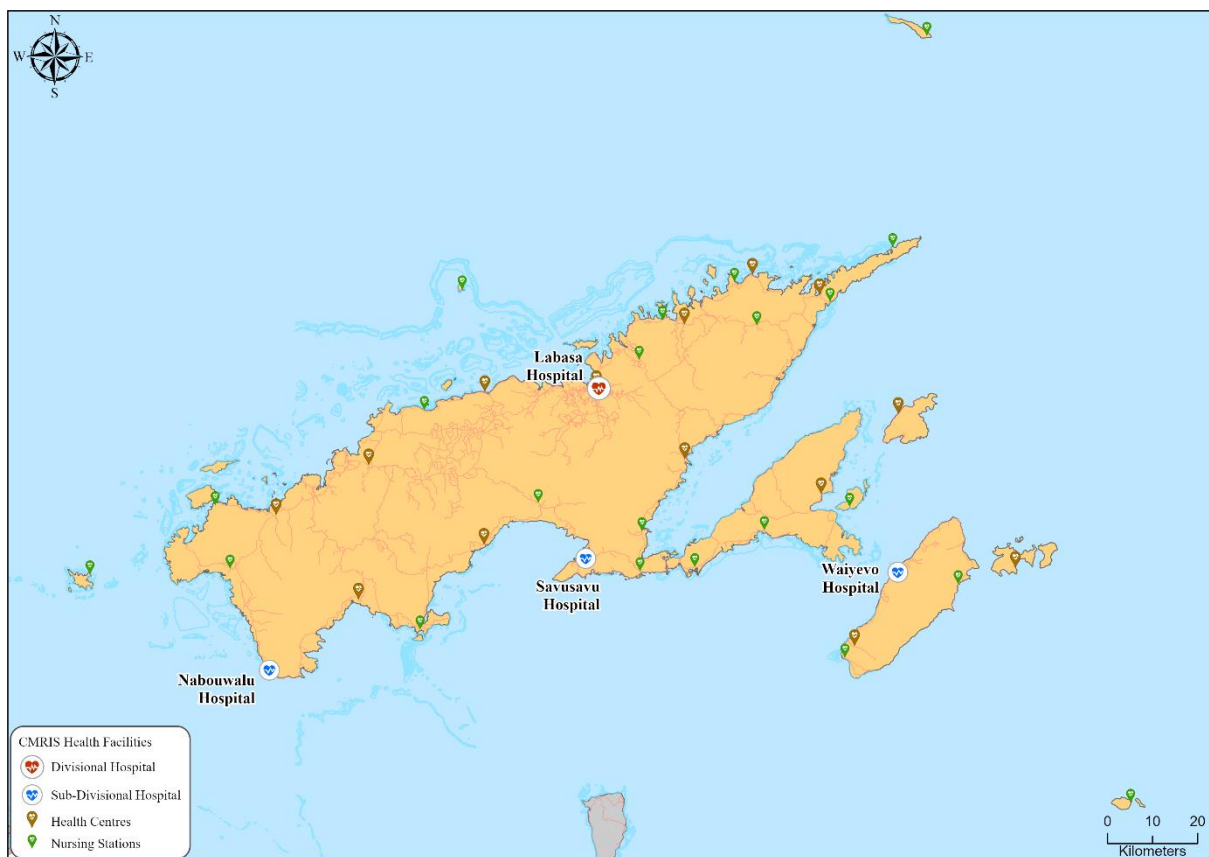 N
W E
S
Labasa
Hospital
Savusavu
Hospital
Waiyevo
Hospital
Nabouwalu
Hospital
CMRIS Health Facilities
Divisional Hospital
Sub-Divisional Hospital
Health Centres
Nursing Stations
0 10 20
Kilometers